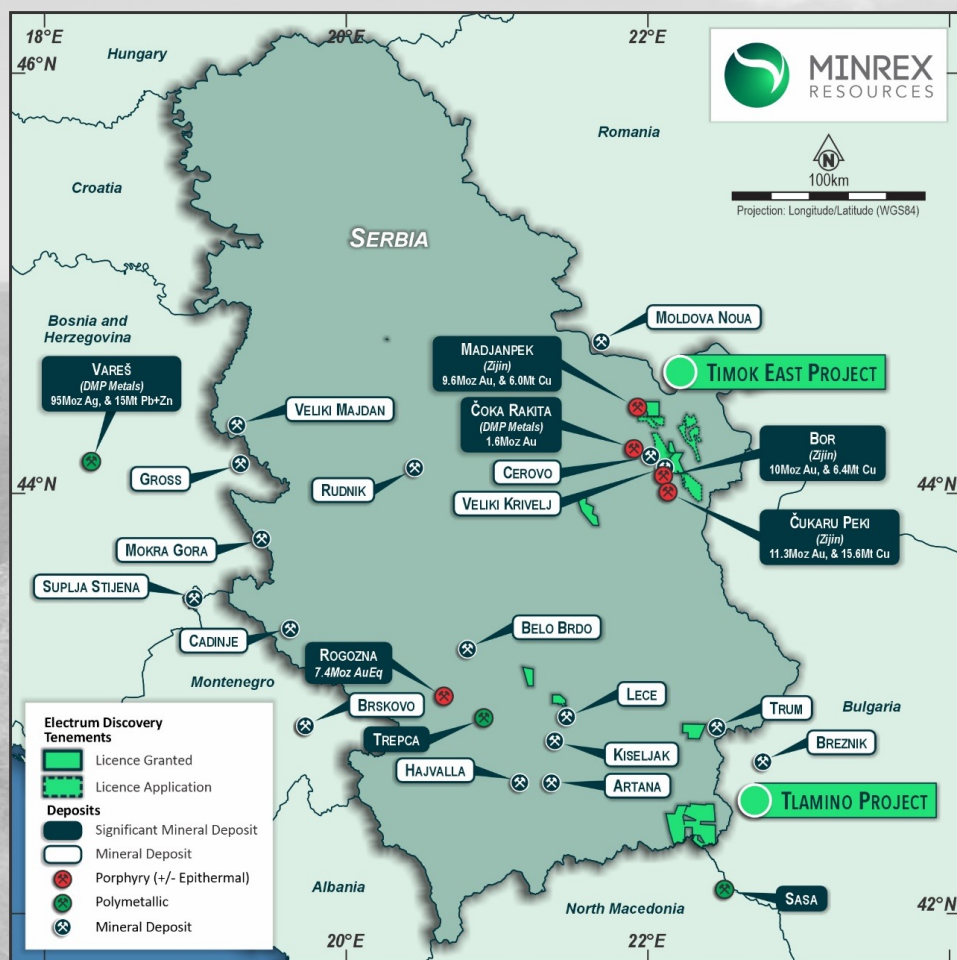 18°E
20°E
22°E
46°N
Hungary
MINREX
RESOURCES
Romania
N
100km
Projection: Longitude/Latitude (WGS84)
Croatia
SERBIA
Bosnia and
Herzegovina
MOLDOVA NOUA
VAREŠ
(DMP Metals)
95Moz Ag, & 15Mt Pb+Zn
MADJANPEK
(Zijin)
9.6Moz Au, & 6.0Mt Cu
TIMOK EAST PROJECT
VELIKI MAJDAN
ČOKA RAKITA
(DMP Metals)
1.6Moz Au
BOR
(Zijin)
10Moz Au, & 6.4Mt Cu
GROSS
RUDNIK
CEROVO
VELIKI KRIVELJ
44°N
44°N
ČUKARU PEKI
(Zijin)
11.3Moz Au, & 15.6Mt Cu
MOKRA GORA
SUPLJA STIJENA
CADINJE
BELO BRDO
ROGOZNA
7.4Moz AuEq
Montenegro
BRSKOVO
LECE
TRUM
Bulgaria
TREPCA
KISELJAK
BREZNIK
HAJVALLA
ARTANA
TLAMINO PROJECT
Electrum Discovery
Tenements
Licence Granted
Licence Application
Deposits
Significant Mineral Deposit
Mineral Deposit
Porphyry (+/- Epithermal)
Polymetallic
Mineral Deposit
Albania
North Macedonia
SASA
42°N
20°E
22°E